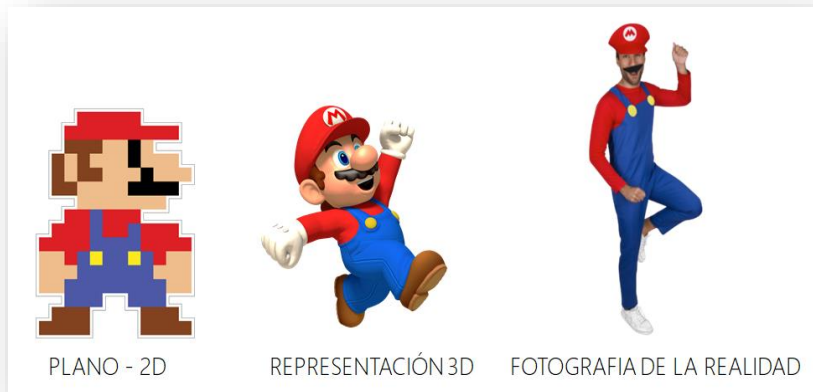 M
M
PLANO - 2D
REPRESENTACIÓN 3D
FOTOGRAFIA DE LA REALIDAD